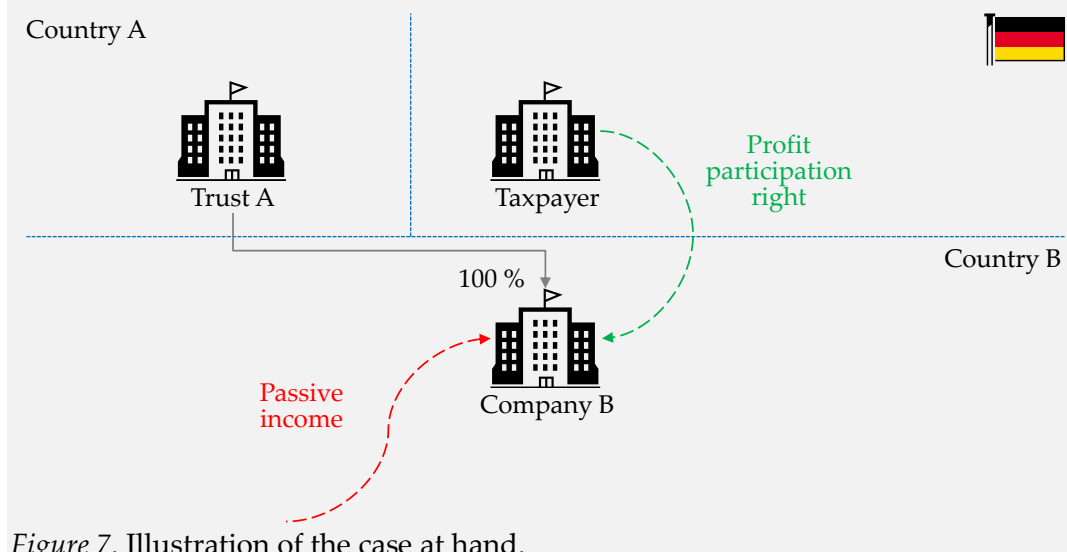 Country A
Trust A
Taxpayer
Profit
participation
right
Country B
100 %
Passive
income
Company B
Figure 7. Illustration of the case at hand.